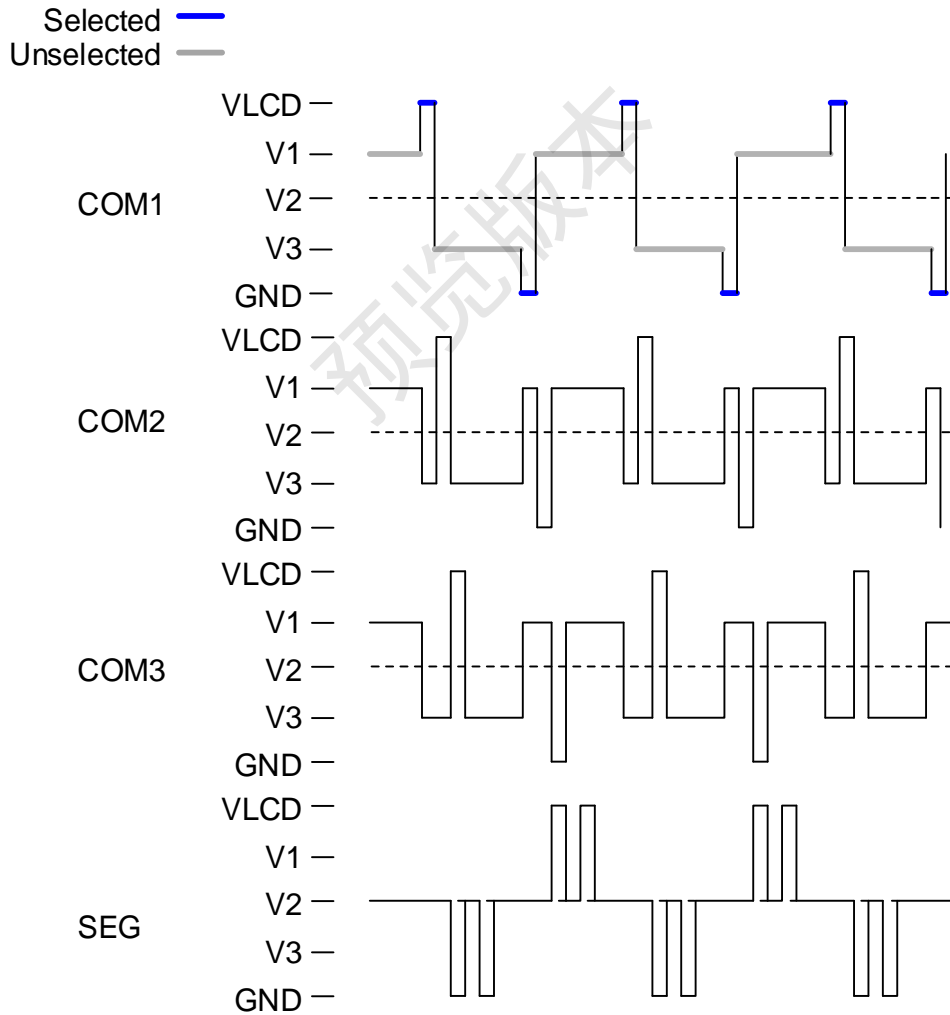 Selected
Unselected
VLCD
V1
COM1
V2
V3
GND
VLCD
V1
COM2
V2
V3
GND
VLCD
V1
COM3
V2
V3
GND
VLCD
V1
V2
SEG
V3
GND
预览版本